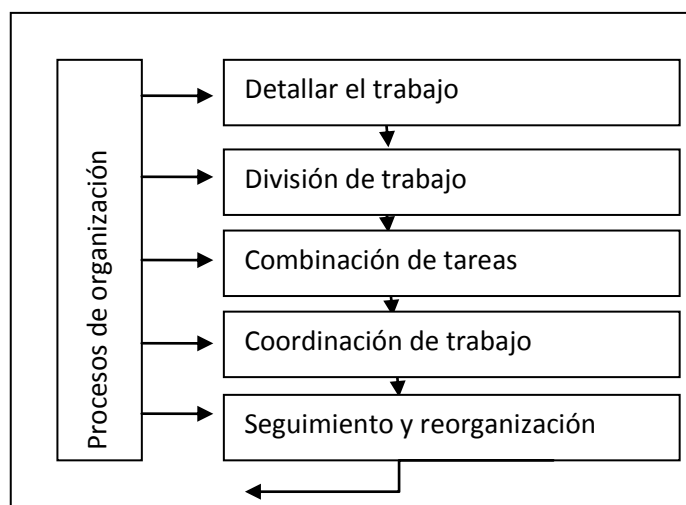 Procesos de organización
Detallar el trabajo
División de trabajo
Combinación de tareas
Coordinación de trabajo
Seguimiento y reorganización